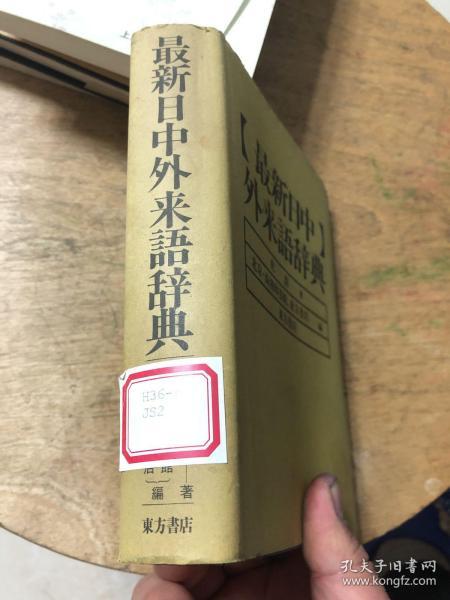 最新日中外来語辞典
H36-
JS2
編 著
東方書店
【最新日中】
外来語辞典
孔夫子旧书网
www.kongfz.com